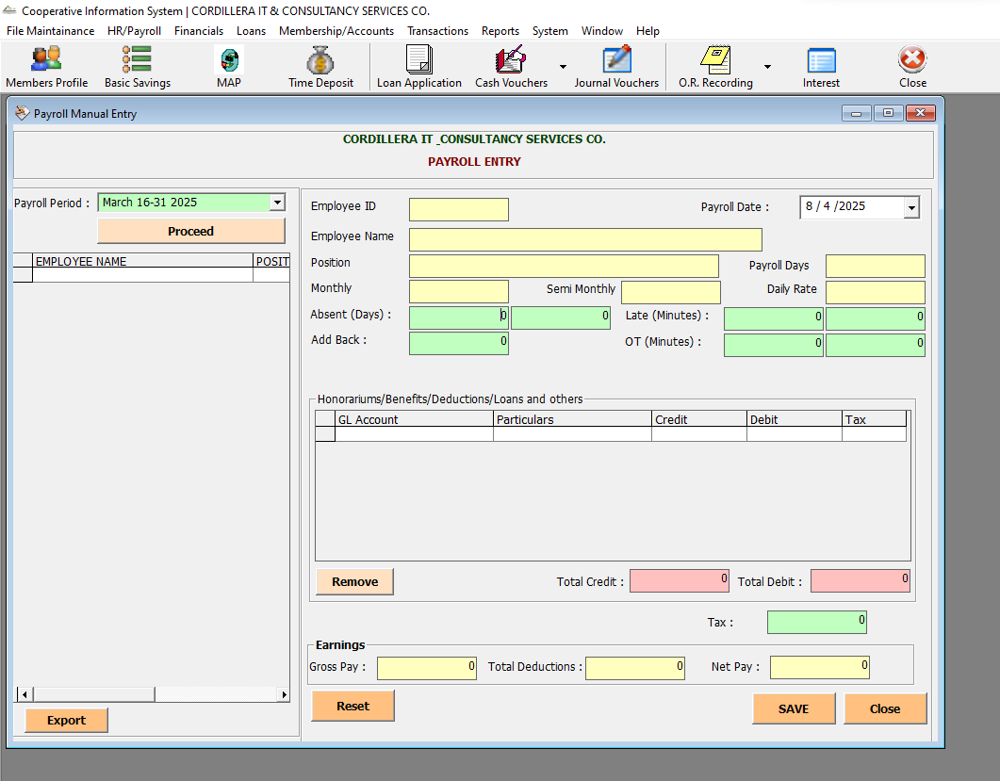 Cooperative Information System | CORDILLERA IT & CONSULTANCY SERVICES CO.
File Maintainance HR/Payroll Financials Loans Membership/Accounts Transactions Reports System Window Help
Members Profile Basic Savings MAP Time Deposit Loan Application Cash Vouchers Journal Vouchers O.R. Recording Interest Close
Payroll Manual Entry
CORDILLERA IT _CONSULTANCY SERVICES CO.
PAYROLL ENTRY
Payroll Period : March 16-31 2025
Proceed
EMPLOYEE NAME POSIT
Export
Employee ID Payroll Date : 8 / 4 /2025
Employee Name
Position Payroll Days
Monthly Semi Monthly Daily Rate
Absent (Days) : 0 0 Late (Minutes) : 0 0
Add Back : 0 OT (Minutes) : 0 0
Honorariums/Benefits/Deductions/Loans and others
GL Account Particulars Credit Debit Tax
Remove Total Credit : 0 Total Debit : 0
Tax : 0
Earnings
Gross Pay : 0 Total Deductions : 0 Net Pay : 0
Reset SAVE Close